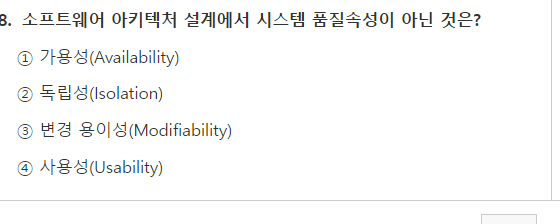 8. 소프트웨어 아키텍처 설계에서 시스템 품질속성이 아닌 것은?
① 가용성(Availability)
② 독립성(Isolation)
③ 변경 용이성(Modifiability)
④ 사용성(Usability)